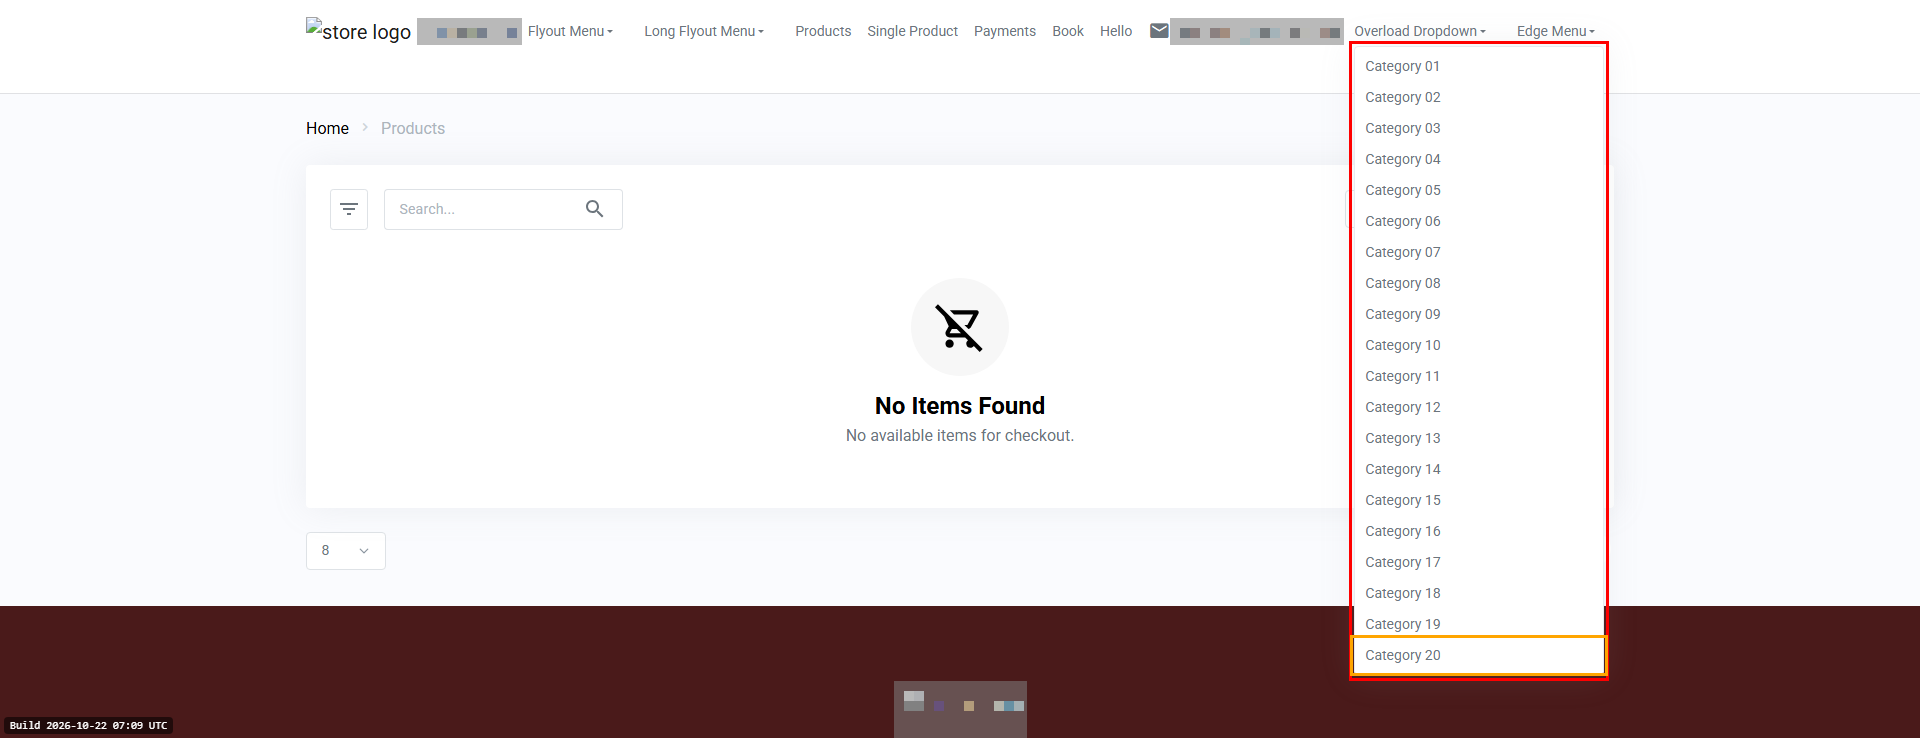 store logo Flyout Menu Long Flyout Menu Products Single Product Payments Book Hello Overload Dropdown Edge Menu
Category 01
Category 02
Category 03
Category 04
Category 05
Category 06
Category 07
Category 08
Category 09
Category 10
Category 11
Category 12
Category 13
Category 14
Category 15
Category 16
Category 17
Category 18
Category 19
Category 20
Home Products
Search...
No Items Found
No available items for checkout.
8
Build 2026-10-22 07:09 UTC